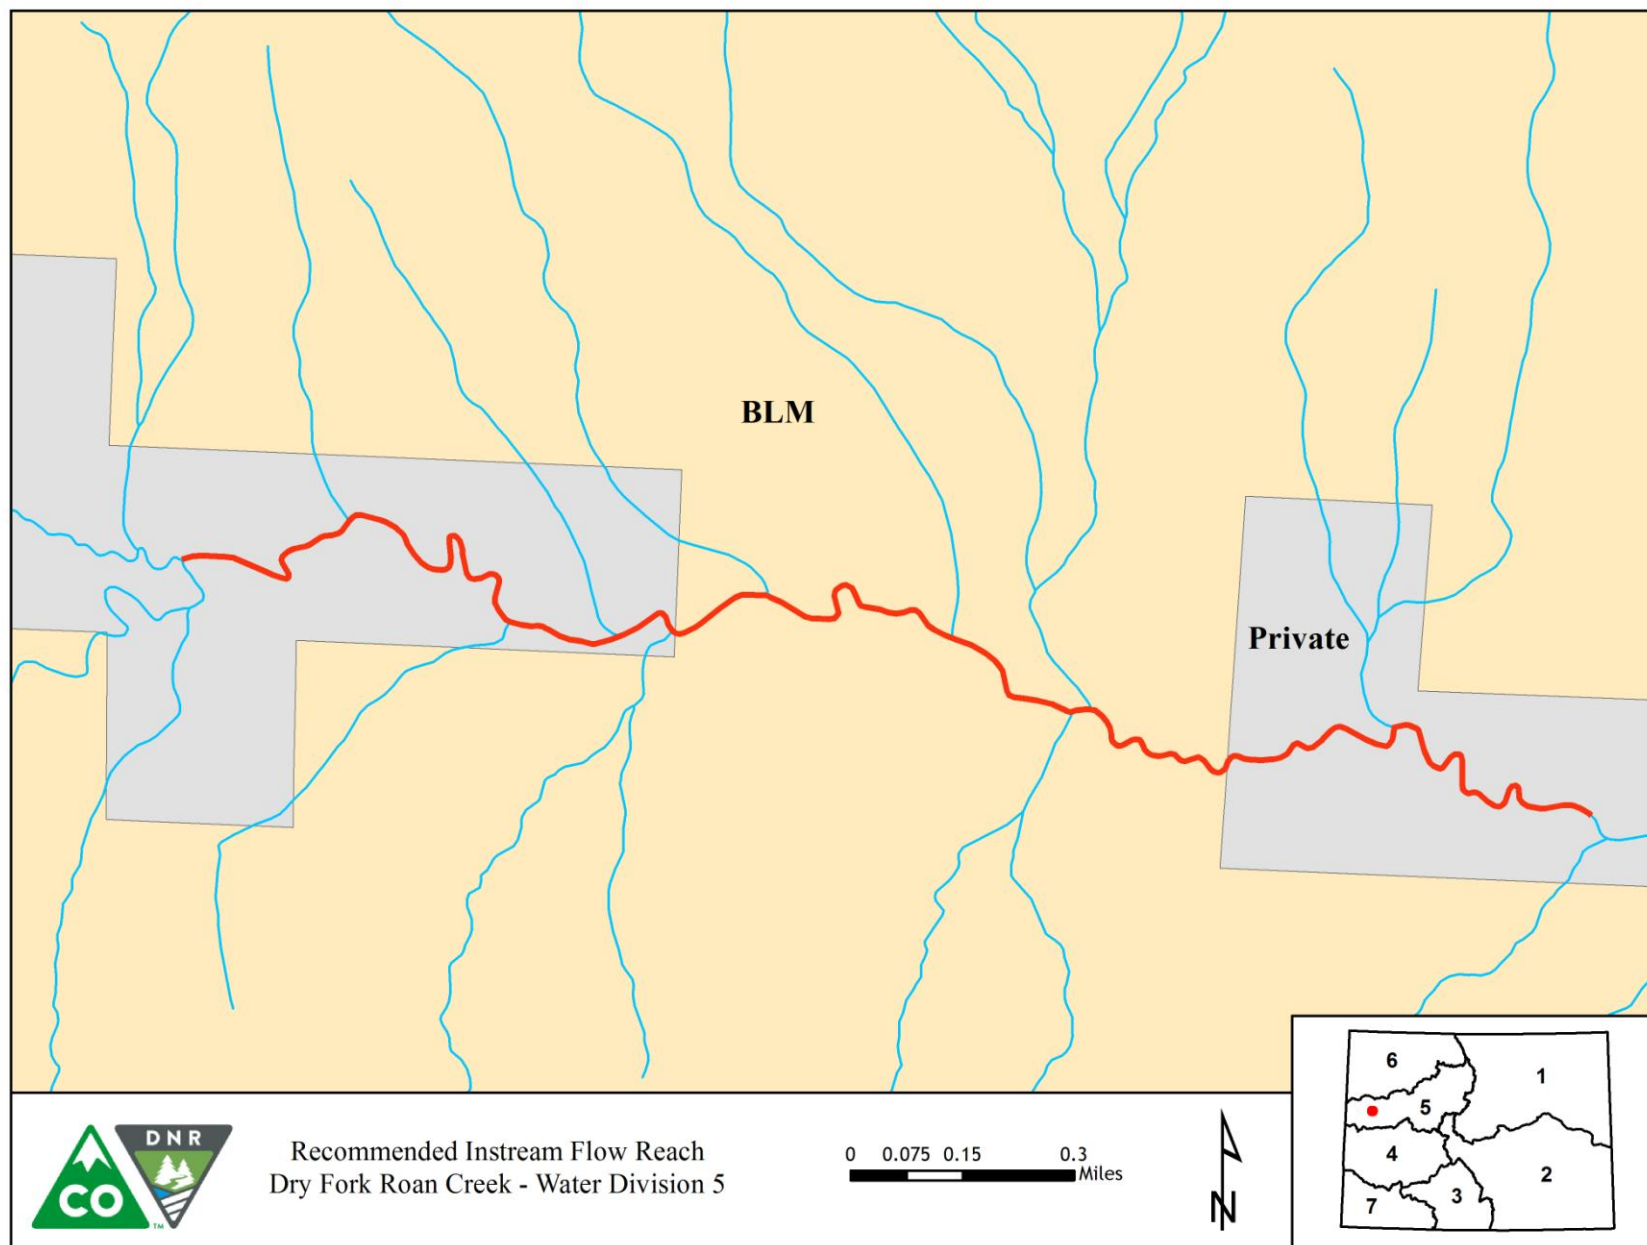 BLM
Private
CO
TM
DNR
Recommended Instream Flow Reach
Dry Fork Roan Creek - Water Division 5
0 0.075 0.15 0.3
Miles
N
6
1
5
4
2
3
7